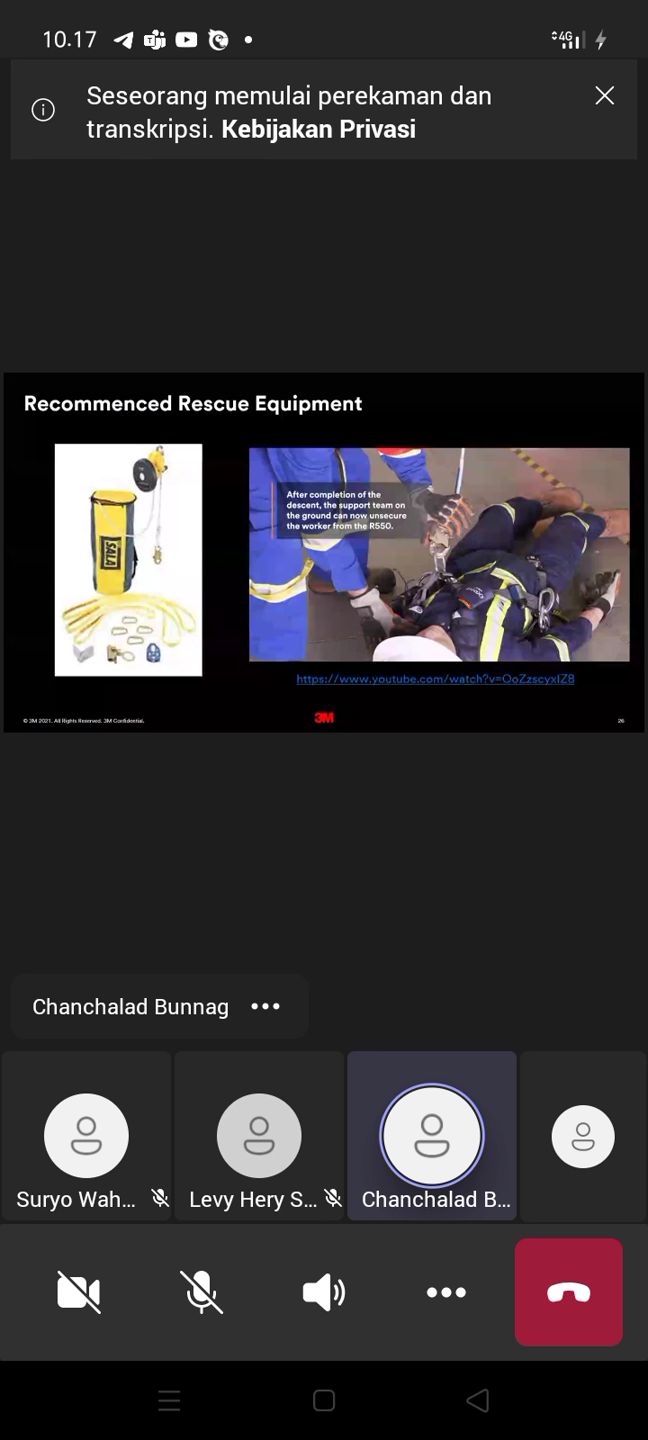 10.17
4G
Seseorang memulai perekaman dan
transkripsi. Kebijakan Privasi
Recommenced Rescue Equipment
SALA
After completion of the
descent, the support team on
the ground can now unsecure
the worker from the R550.
https://www.youtube.com/watch?v=OoZzscyxIZ8
© 3M 2021. All Rights Reserved. 3M Confidential.
3M
26
Chanchalad Bunnag
Suryo Wah...
Levy Hery S...
Chanchalad B...